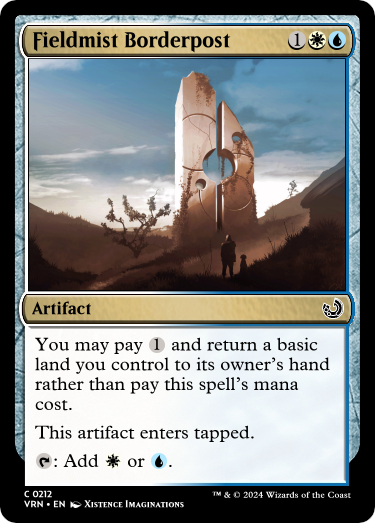 Fieldmist Borderpost 1
Artifact
You may pay 1 and return a basic
land you control to its owner's hand
rather than pay this spell's mana
cost.
This artifact enters tapped.
: Add or .
C 0212
VRN • EN Xistence Imaginations
™ & © 2024 Wizards of the Coast